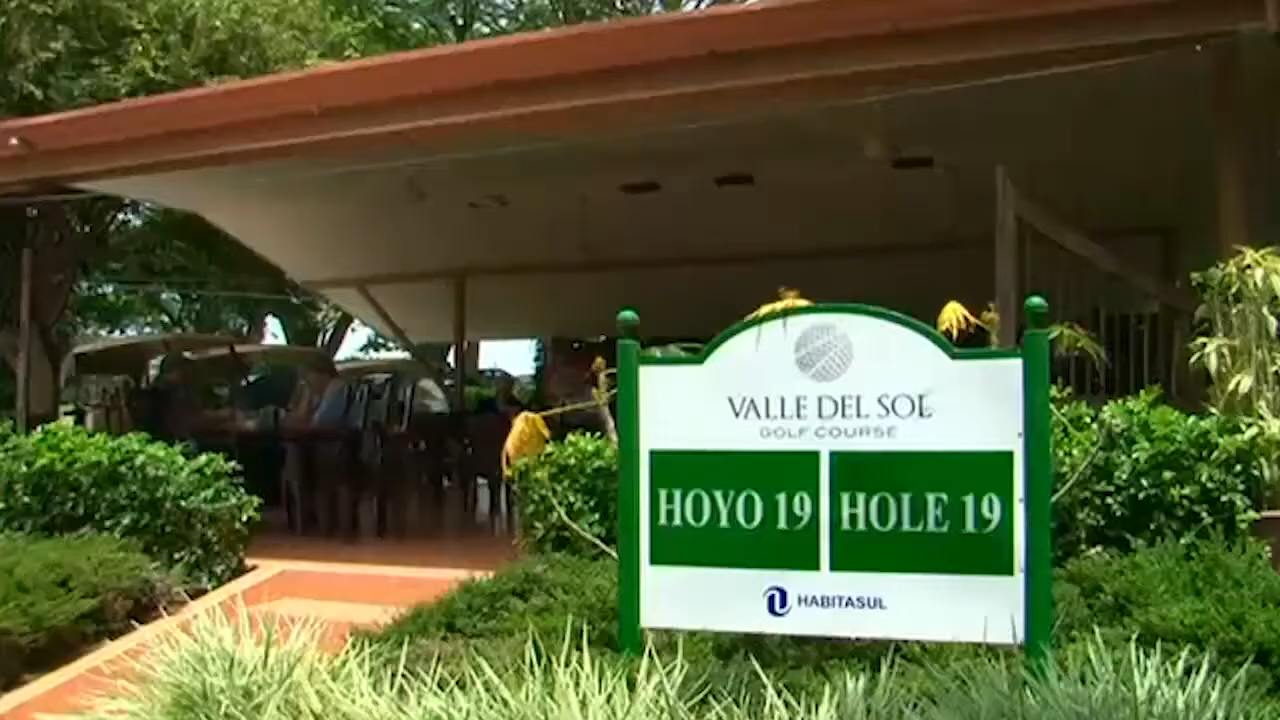 VALLE DEL SOL
GOLF COURSE
HOYO 19
HOLE 19
HABITASUL